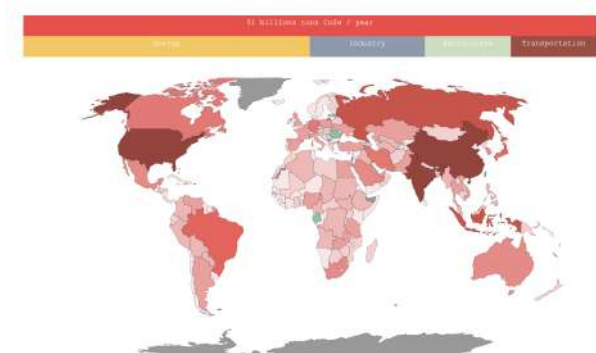 51 billions tons Co2e / year
Energy
Industry
Agriculture
Transportation